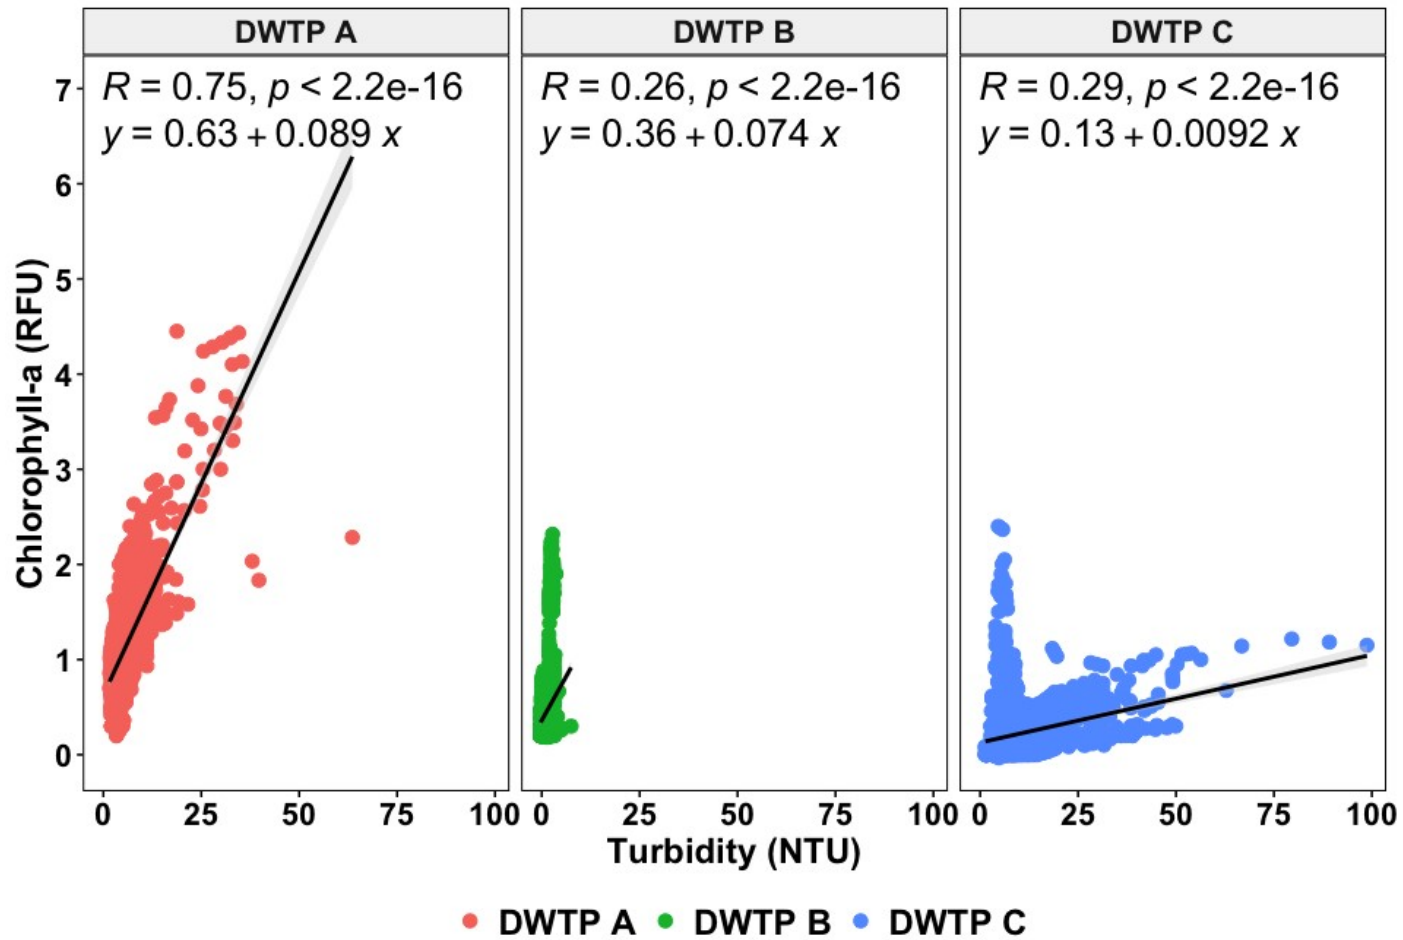 DWTP A DWTP B DWTP C
R = 0.75, p < 2.2e-16
y = 0.63 + 0.089 x
R = 0.26, p < 2.2e-16
y = 0.36 + 0.074 x
R = 0.29, p < 2.2e-16
y = 0.13 + 0.0092 x
Chlorophyll-a (RFU)
7
6
5
4
3
2
1
0
0 25 50 75 100 0 25 50 75 100 0 25 50 75 100
Turbidity (NTU)
DWTP A DWTP B DWTP C